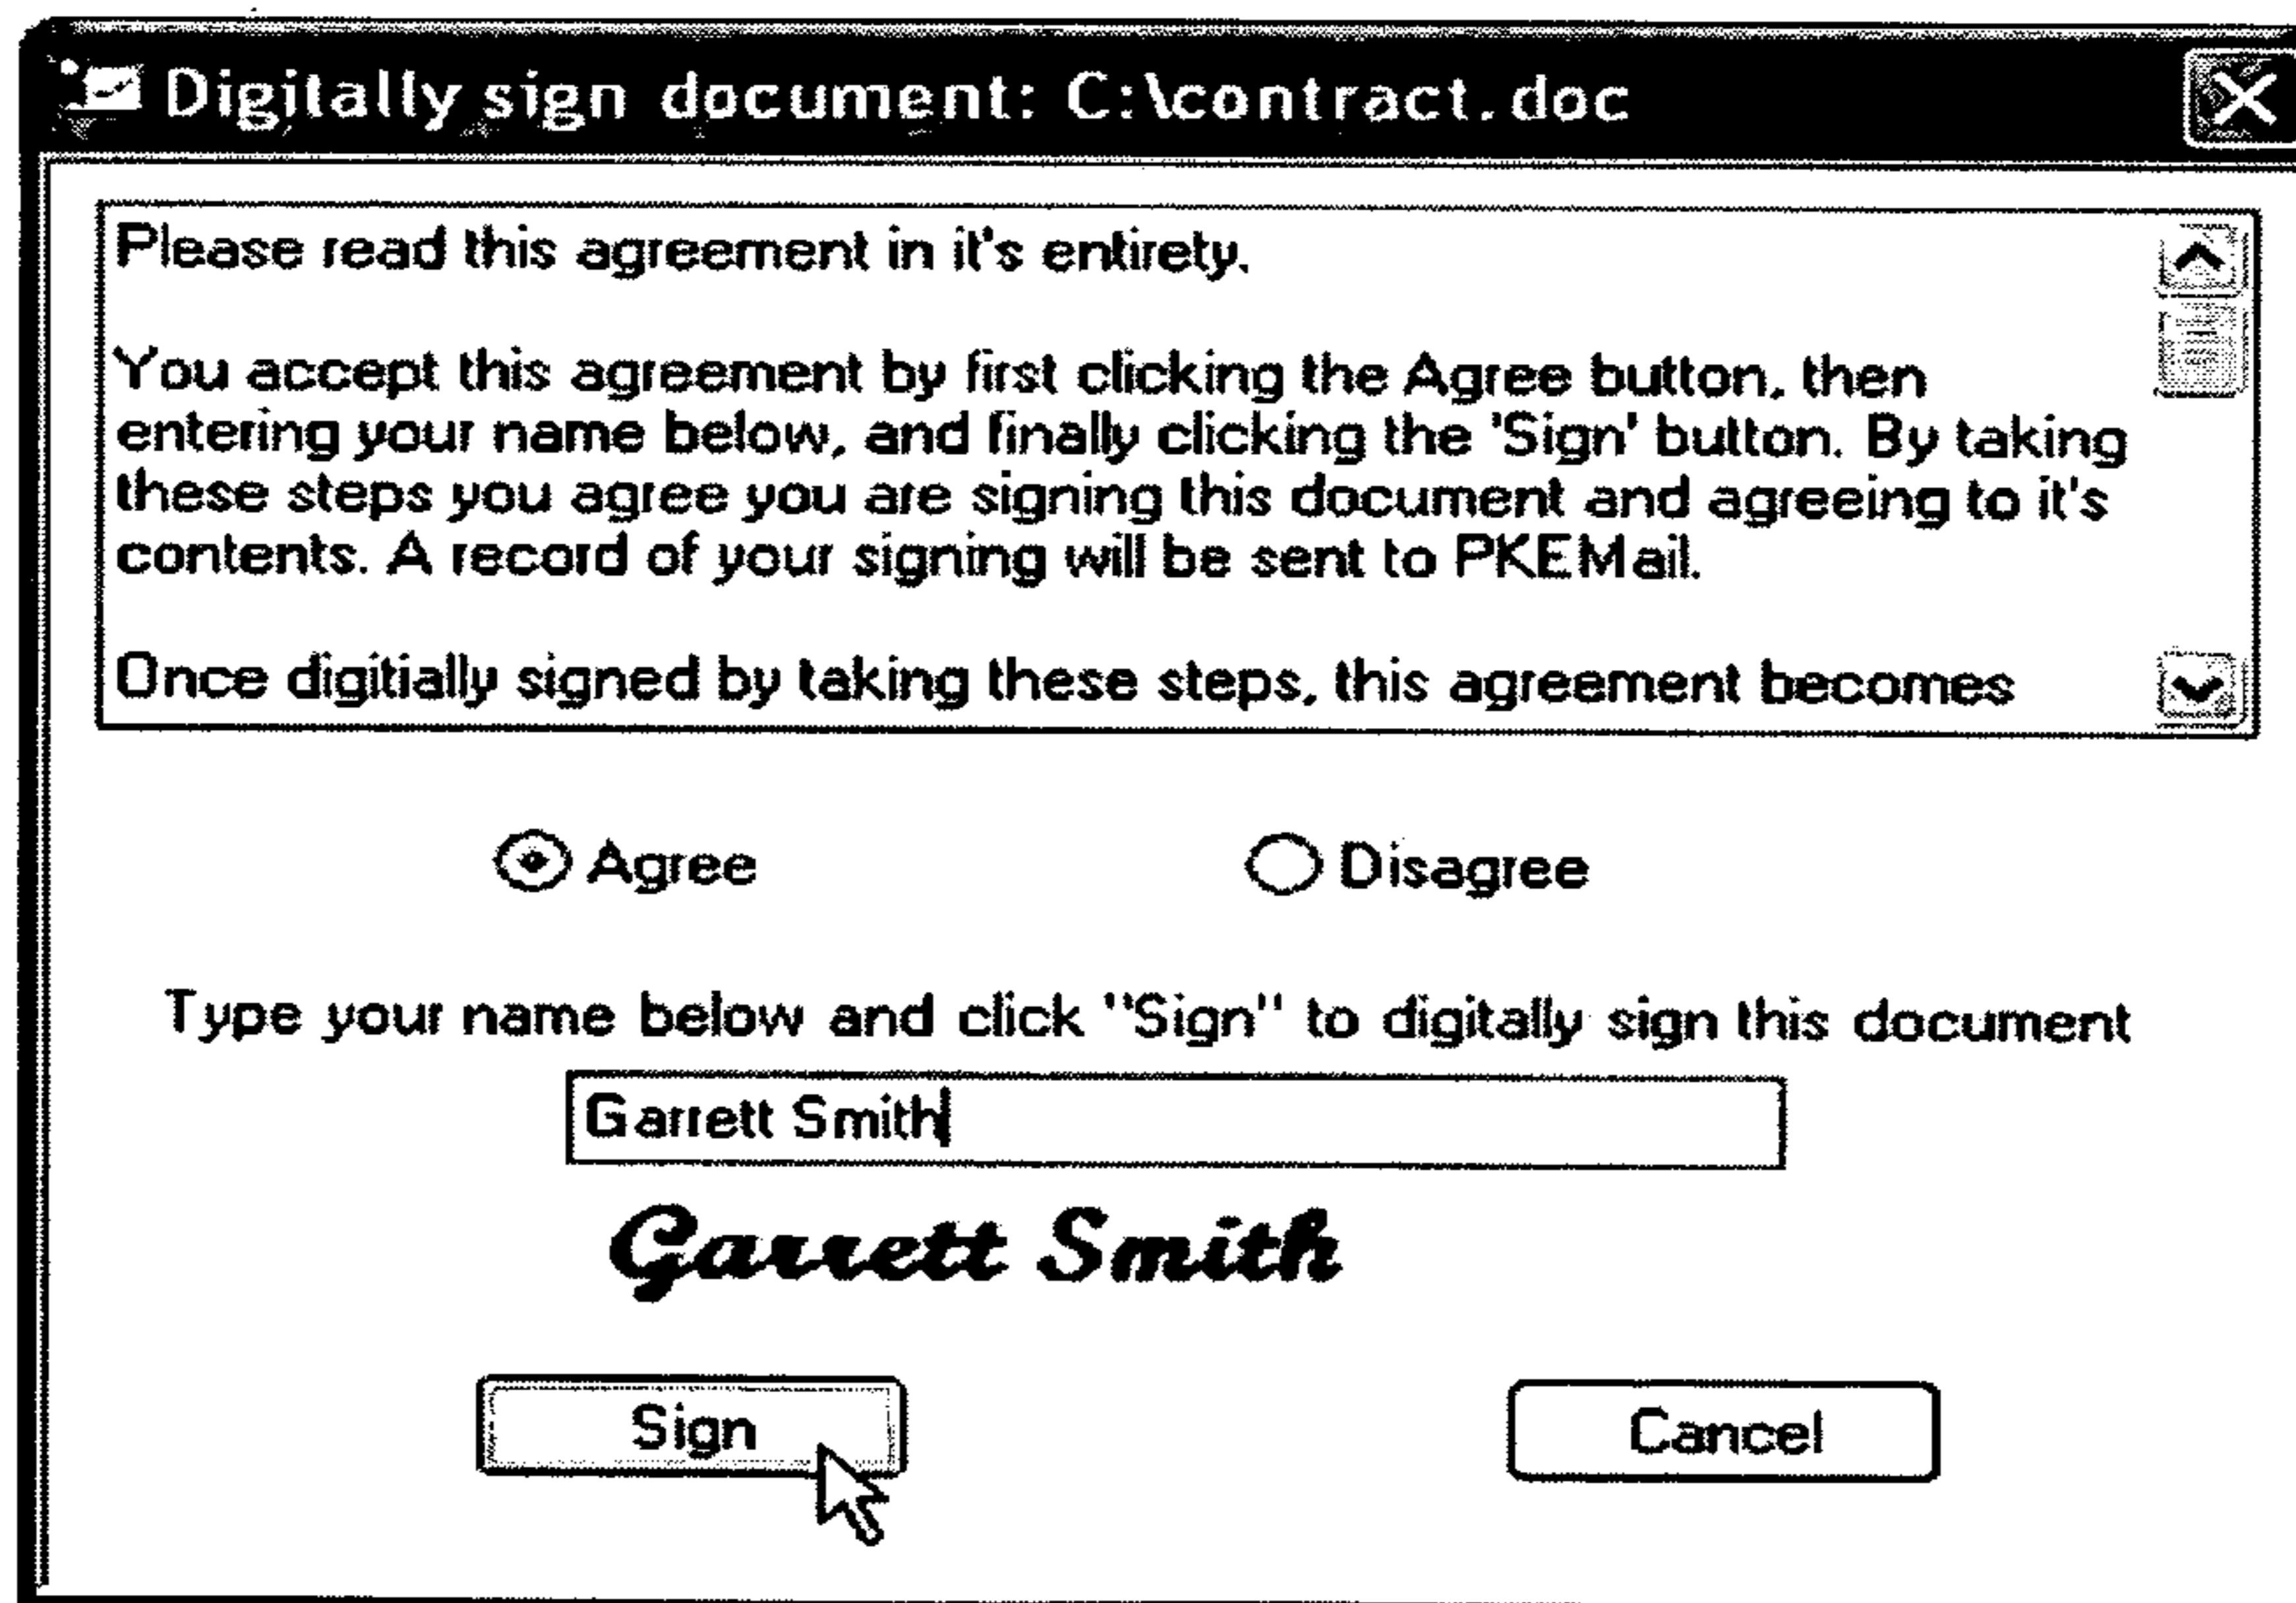 Digitally sign document: C:\contract.doc
Please read this agreement in it's entirety.
You accept this agreement by first clicking the Agree button, then
entering your name below, and finally clicking the 'Sign' button. By taking
these steps you agree you are signing this document and agreeing to it's
contents. A record of your signing will be sent to PKEMail.
Once digitially signed by taking these steps, this agreement becomes
Agree Disagree
Type your name below and click "Sign" to digitally sign this document
Garrett Smith
Garrett Smith
Sign Cancel